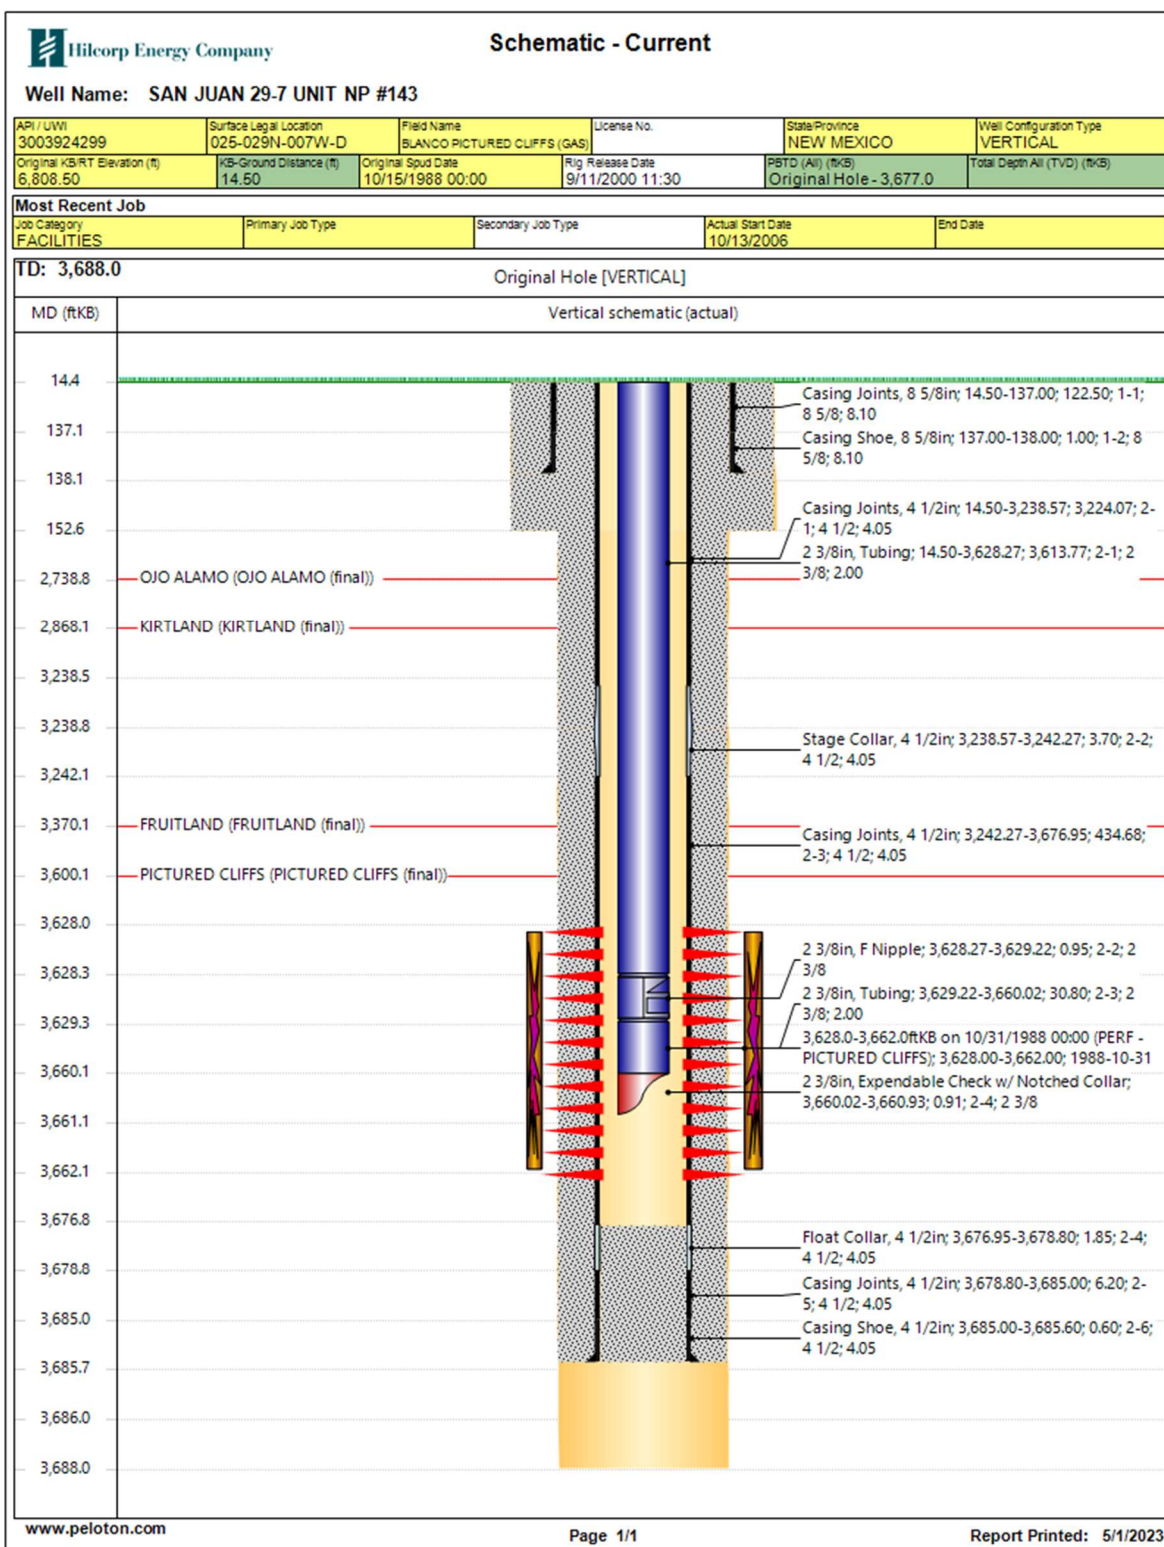 Hilcorp Energy Company
Schematic - Current
Well Name: SAN JUAN 29-7 UNIT NP #143
API / UWI
3003924299
Surface Legal Location
025-029N-007W-D
Field Name
BLANCO PICTURED CLIFFS (GAS)
License No.
State/Province
NEW MEXICO
Well Configuration Type
VERTICAL
Original KB/RT Elevation (ft)
6,808.50
KB-Ground Distance (ft)
14.50
Original Spud Date
10/15/1988 00:00
Rig Release Date
9/11/2000 11:30
PBTD (All) (ftKB)
Original Hole - 3,677.0
Total Depth All (TVD) (ftKB)
Most Recent Job
Job Category
FACILITIES
Primary Job Type
Secondary Job Type
Actual Start Date
10/13/2006
End Date
TD: 3,688.0
Original Hole [VERTICAL]
MD (ftKB)
Vertical schematic (actual)
14.4
Casing Joints, 8 5/8in; 14.50-137.00; 122.50; 1-1;
8 5/8; 8.10
137.1
Casing Shoe, 8 5/8in; 137.00-138.00; 1.00; 1-2; 8
5/8; 8.10
138.1
Casing Joints, 4 1/2in; 14.50-3,238.57; 3,224.07; 2-
1; 4 1/2; 4.05
152.6
2 3/8in, Tubing; 14.50-3,628.27; 3,613.77; 2-1; 2
3/8; 2.00
2,738.8
OJO ALAMO (OJO ALAMO (final))
2,868.1
KIRTLAND (KIRTLAND (final))
3,238.5
3,238.8
Stage Collar, 4 1/2in; 3,238.57-3,242.27; 3.70; 2-2;
4 1/2; 4.05
3,242.1
3,370.1
FRUITLAND (FRUITLAND (final))
Casing Joints, 4 1/2in; 3,242.27-3,676.95; 434.68;
2-3; 4 1/2; 4.05
3,600.1
PICTURED CLIFFS (PICTURED CLIFFS (final))
3,628.0
2 3/8in, F Nipple; 3,628.27-3,629.22; 0.95; 2-2; 2
3/8
3,628.3
2 3/8in, Tubing; 3,629.22-3,660.02; 30.80; 2-3; 2
3/8; 2.00
3,629.3
3,628.0-3,662.0ftKB on 10/31/1988 00:00 (PERF -
PICTURED CLIFFS); 3,628.00-3,662.00; 1988-10-31
3,660.1
2 3/8in, Expendable Check w/ Notched Collar;
3,660.02-3,660.93; 0.91; 2-4; 2 3/8
3,661.1
3,662.1
3,676.8
Float Collar, 4 1/2in; 3,676.95-3,678.80; 1.85; 2-4;
4 1/2; 4.05
3,678.8
Casing Joints, 4 1/2in; 3,678.80-3,685.00; 6.20; 2-
5; 4 1/2; 4.05
3,685.0
Casing Shoe, 4 1/2in; 3,685.00-3,685.60; 0.60; 2-6;
4 1/2; 4.05
3,685.7
3,686.0
3,688.0
www.peloton.com
Page 1/1
Report Printed: 5/1/2023